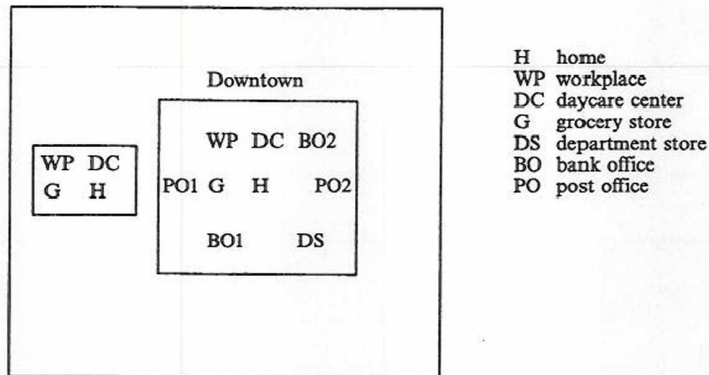 Downtown
WP DC BO2
PO1 G H PO2
BO1 DS
WP DC
G H
H home
WP workplace
DC daycare center
G grocery store
DS department store
BO bank office
PO post office